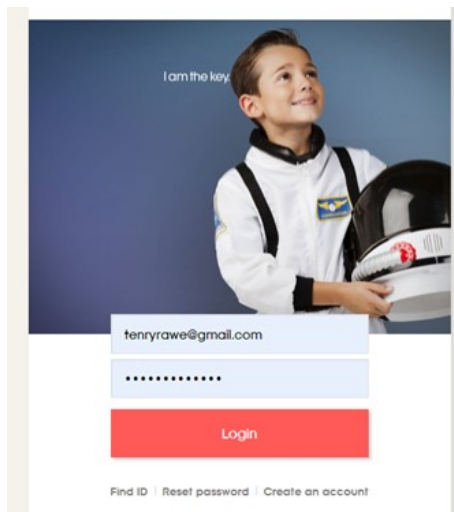 I am the key.
tenryrawe@gmail.com
•••••••••••••
Login
Find ID | Reset password | Create an account